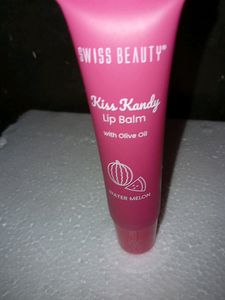 SWISS BEAUTY®
Kiss Kandy
Lip Balm
with Olive Oil
WATER MELON